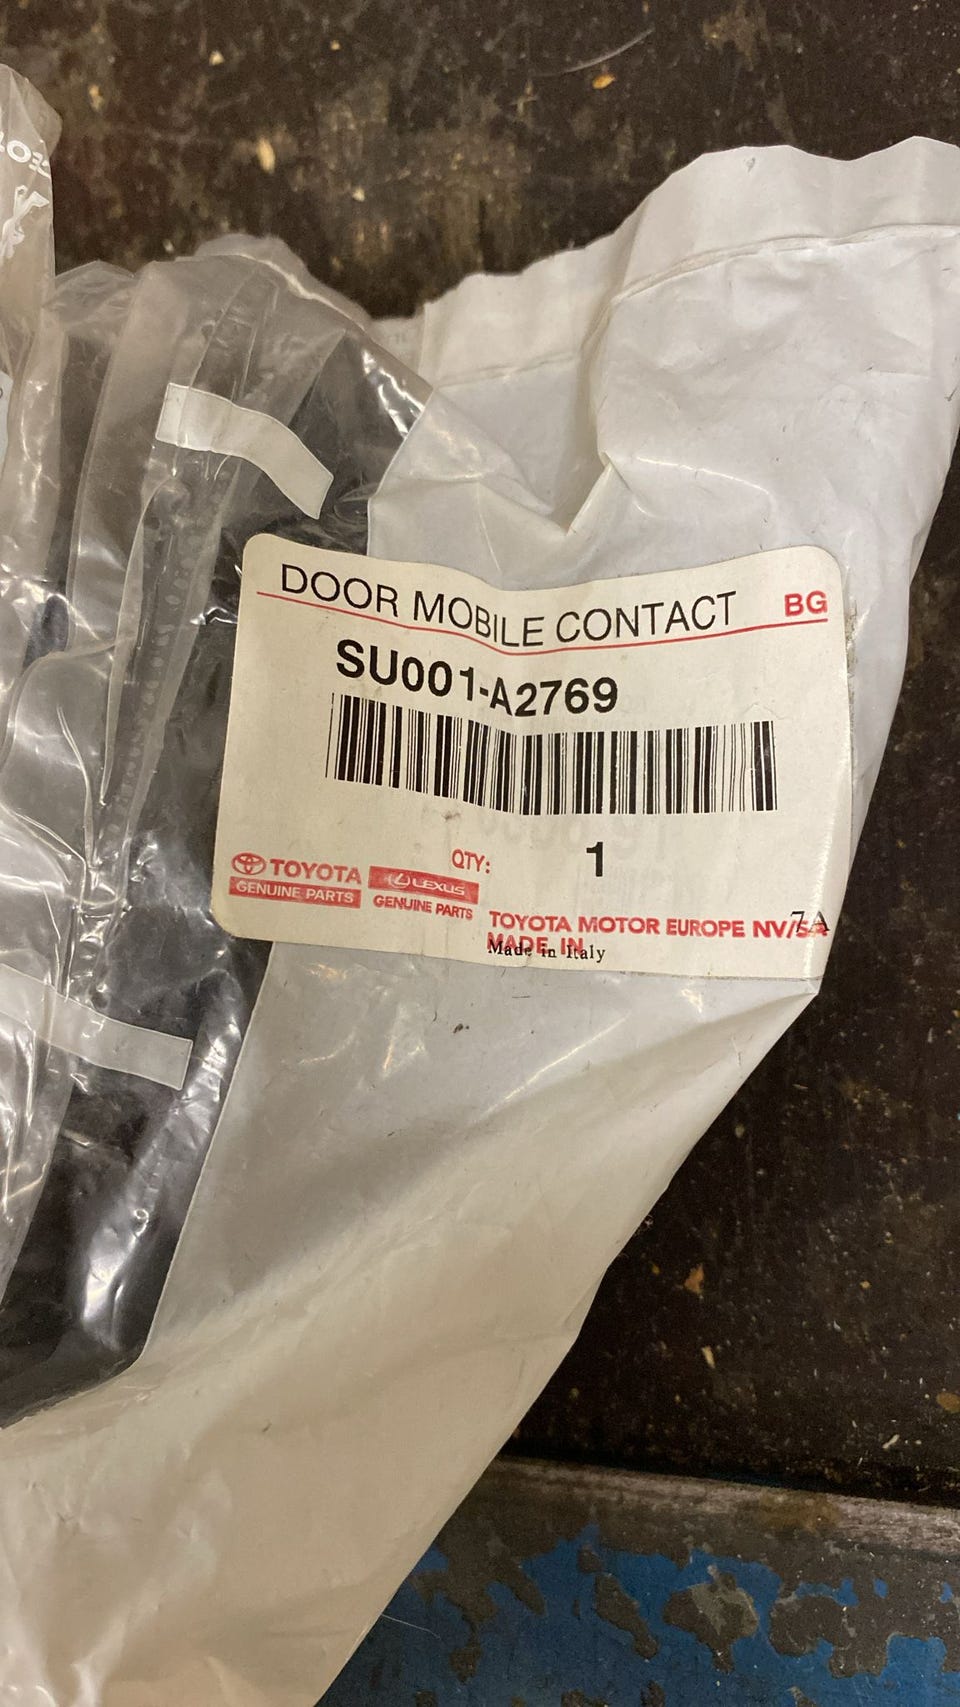 DOOR MOBILE CONTACT BG
SU001-A2769
QTY: 1
TOYOTA
GENUINE PARTS
LEXUS
GENUINE PARTS
TOYOTA MOTOR EUROPE NV/SA
7A
MADE IN
Made in Italy